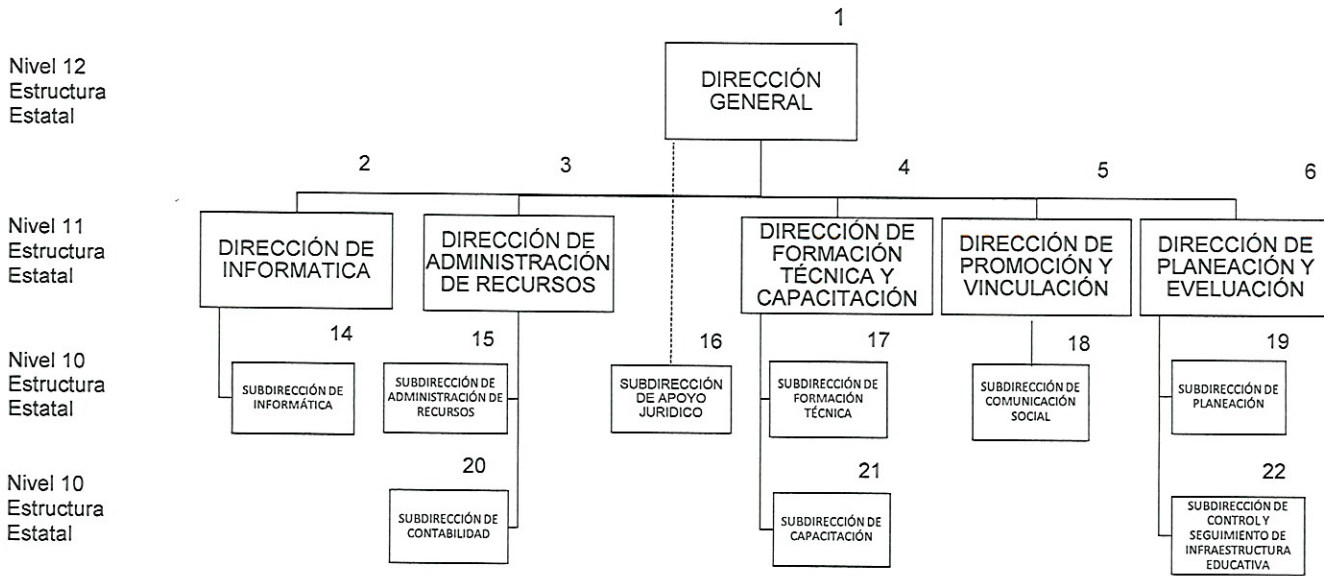 1
Nivel 12
Estructura
Estatal
DIRECCIÓN
GENERAL
2
3
4
5
6
Nivel 11
Estructura
Estatal
DIRECCIÓN DE
INFORMATICA
DIRECCIÓN DE
ADMINISTRACIÓN
DE RECURSOS
DIRECCIÓN DE
FORMACIÓN
TÉCNICA Y
CAPACITACIÓN
DIRECCIÓN DE
PROMOCIÓN Y
VINCULACIÓN
DIRECCIÓN DE
PLANEACIÓN Y
EVELUACIÓN
14
15
16
17
18
19
Nivel 10
Estructura
Estatal
SUBDIRECCIÓN DE
INFORMÁTICA
SUBDIRECCIÓN DE
ADMINISTRACIÓN DE
RECURSOS
SUBDIRECCIÓN
DE APOYO
JURIDICO
SUBDIRECCIÓN DE
FORMACIÓN
TÉCNICA
SUBDIRECCIÓN DE
COMUNICACIÓN
SOCIAL
SUBDIRECCIÓN DE
PLANEACIÓN
20
21
22
Nivel 10
Estructura
Estatal
SUBDIRECCIÓN DE
CONTABILIDAD
SUBDIRECCIÓN DE
CAPACITACIÓN
SUBDIRECCIÓN DE
CONTROL Y
SEGUIMIENTO DE
INFRAESTRUCTURA
EDUCATIVA